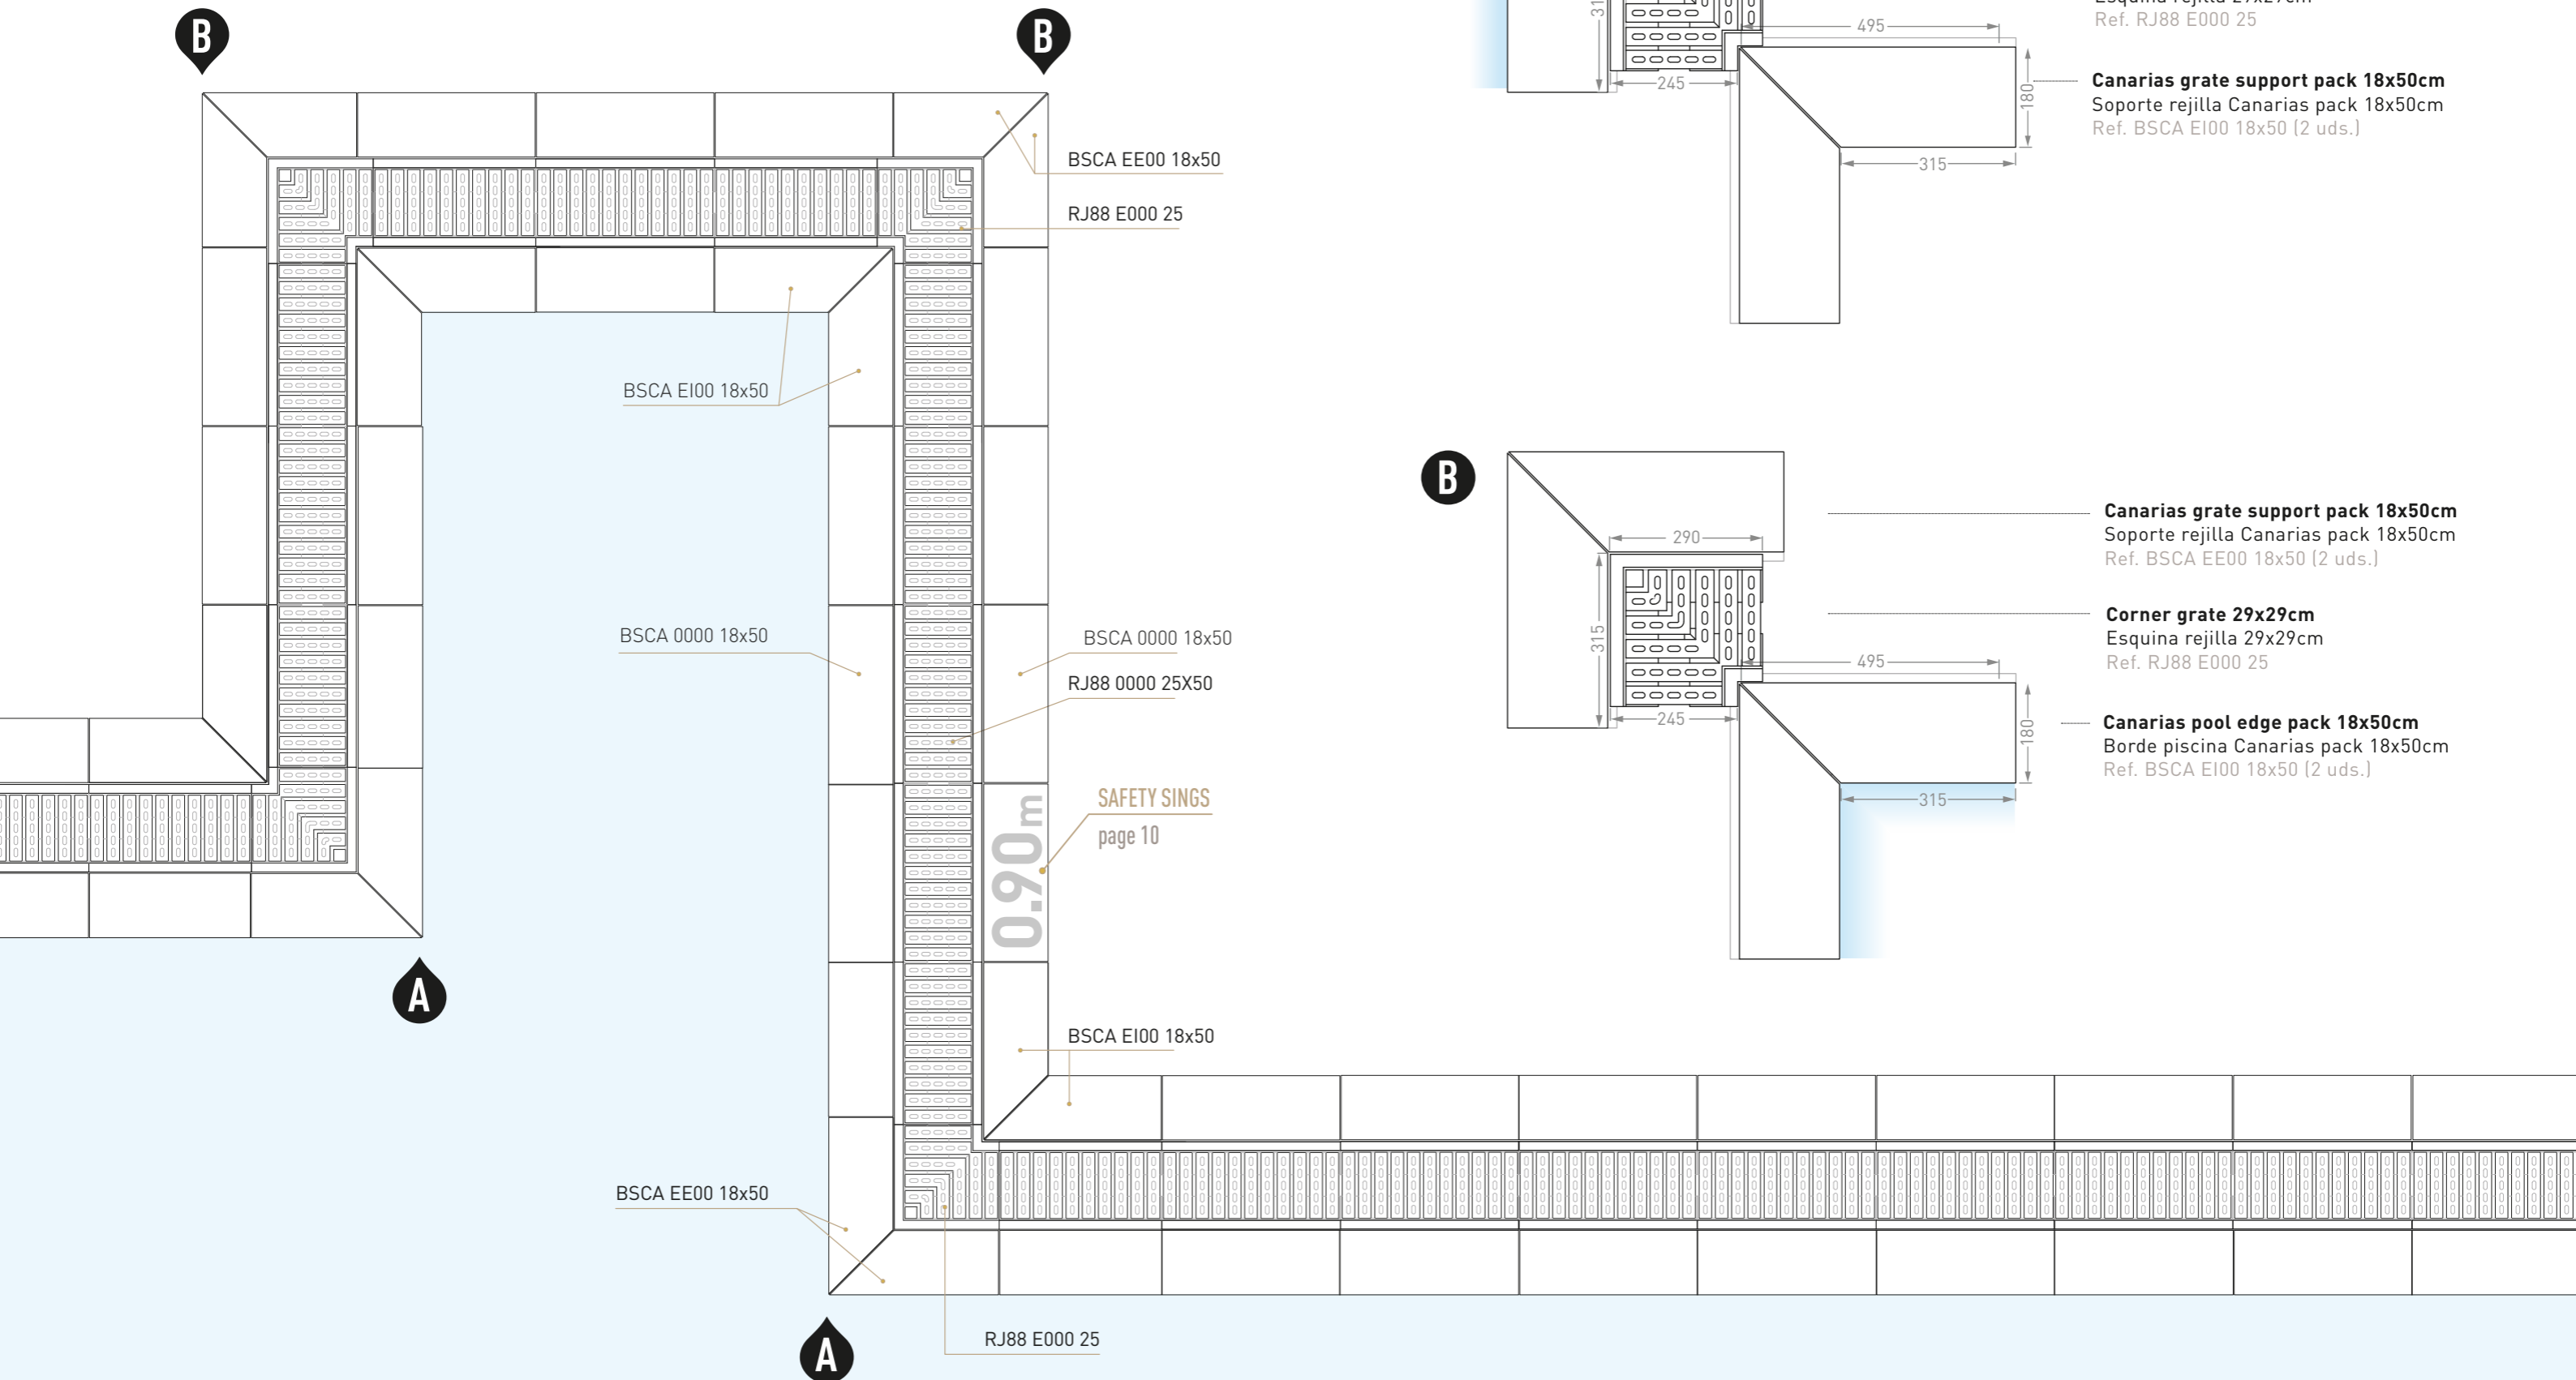 B
B
BSCA EE00 18x50
RJ88 E000 25
BSCA EI00 18x50
BSCA 0000 18x50
BSCA 0000 18x50
RJ88 0000 25X50
SAFETY SINGS
page 10
0.90m
BSCA EI00 18x50
A
BSCA EE00 18x50
RJ88 E000 25
A
Ref. RJ88 E000 25
495
245
180
315
Canarias grate support pack 18x50cm
Soporte rejilla Canarias pack 18x50cm
Ref. BSCA EI00 18x50 (2 uds.)
B
290
315
495
245
180
315
Canarias grate support pack 18x50cm
Soporte rejilla Canarias pack 18x50cm
Ref. BSCA EE00 18x50 (2 uds.)
Corner grate 29x29cm
Esquina rejilla 29x29cm
Ref. RJ88 E000 25
Canarias pool edge pack 18x50cm
Borde piscina Canarias pack 18x50cm
Ref. BSCA EI00 18x50 (2 uds.)